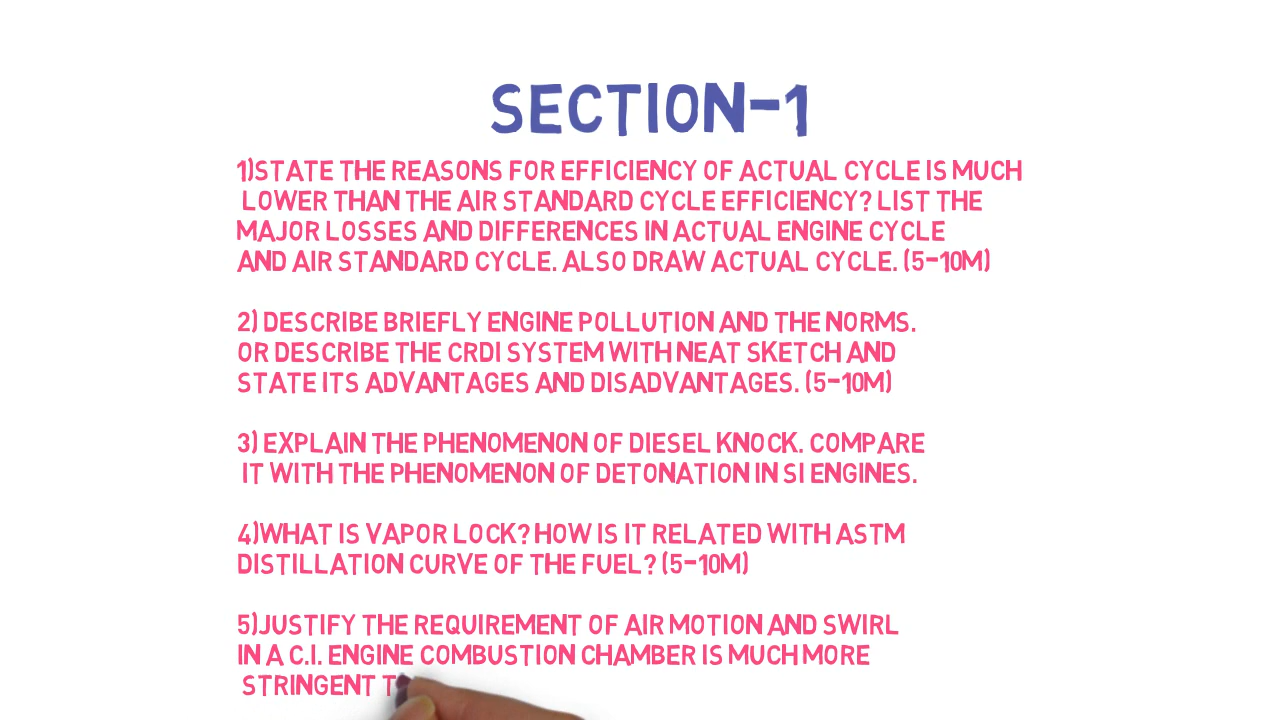 SECTION-1
1)STATE THE REASONS FOR EFFICIENCY OF ACTUAL CYCLE IS MUCH
LOWER THAN THE AIR STANDARD CYCLE EFFICIENCY? LIST THE
MAJOR LOSSES AND DIFFERENCES IN ACTUAL ENGINE CYCLE
AND AIR STANDARD CYCLE. ALSO DRAW ACTUAL CYCLE. (5-10M)
2) DESCRIBE BRIEFLY ENGINE POLLUTION AND THE NORMS.
OR DESCRIBE THE CRDI SYSTEM WITH NEAT SKETCH AND
STATE ITS ADVANTAGES AND DISADVANTAGES. (5-10M)
3) EXPLAIN THE PHENOMENON OF DIESEL KNOCK. COMPARE
IT WITH THE PHENOMENON OF DETONATION IN SI ENGINES.
4)WHAT IS VAPOR LOCK? HOW IS IT RELATED WITH ASTM
DISTILLATION CURVE OF THE FUEL? (5-10M)
5)JUSTIFY THE REQUIREMENT OF AIR MOTION AND SWIRL
IN A C.I. ENGINE COMBUSTION CHAMBER IS MUCH MORE
STRINGENT T